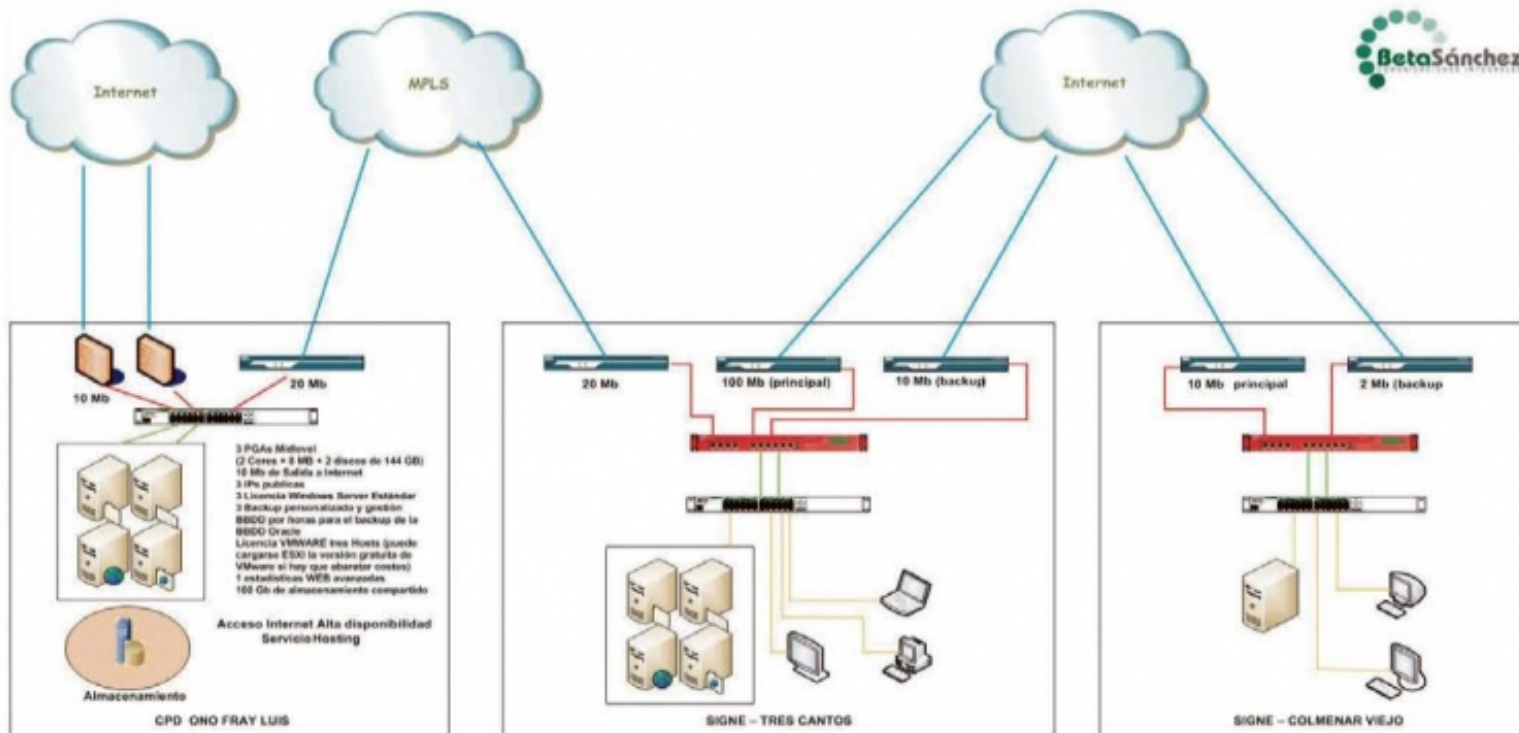 Internet
MPLS
Internet
BetaSánchez
COMUNICACIONES INTEGRALES
10 Mb
20 Mb
3 PGAs Midlevel
(2 Cores + 8 MB + 2 discos de 144 GB)
10 Mb de Salida a Internet
3 IPs publicas
3 Licencia Windows Server Estándar
3 Backup personalizado y gestión
BBDD por horas para el backup de la
BBDD Oracle
Licencia VMWARE tres Hosts (puede
cargarse ESXI la versión gratuita de
VMware si hay que abaratar costos)
1 estadísticas WEB avanzadas
100 Gb de almacenamiento compartido
Acceso Internet Alta disponibilidad
Servicio Hosting
Almacenamiento
CPD ONO FRAY LUIS
20 Mb
100 Mb (principal)
10 Mb (backup)
SIGNE – TRES CANTOS
10 Mb principal
2 Mb (backup
SIGNE – COLMENAR VIEJO